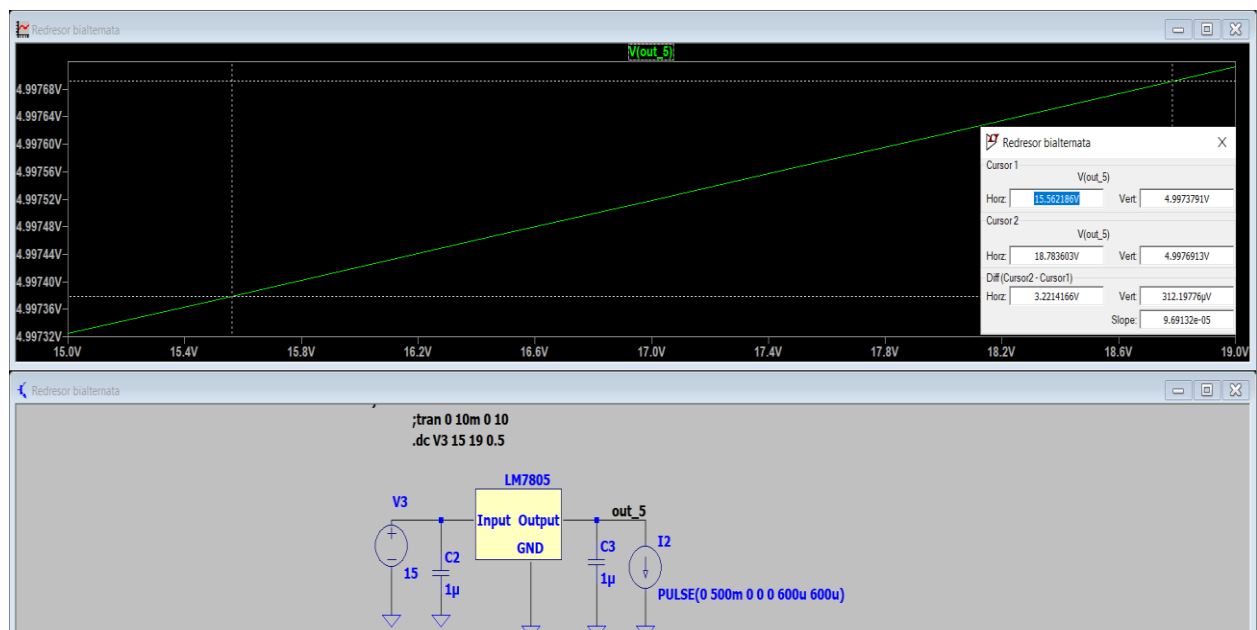 Redresor bialternata
V(out_5)
4.99768V
4.99764V
4.99760V
4.99756V
4.99752V
4.99748V
4.99744V
4.99740V
4.99736V
4.99732V
15.0V 15.4V 15.8V 16.2V 16.6V 17.0V 17.4V 17.8V 18.2V 18.6V 19.0V
Redresor bialternata X
Cursor 1
V(out_5)
Horz: 15.562186V Vert: 4.9973791V
Cursor 2
V(out_5)
Horz: 18.783603V Vert: 4.9976913V
Diff (Cursor2 - Cursor1)
Horz: 3.2214166V Vert: 312.19776µV
Slope: 9.69132e-05
Redresor bialternata
;tran 0 10m 0 10
.dc V3 15 19 0.5
LM7805
V3
out_5
Input Output
GND
C2
C3
I2
15
1µ
1µ
PULSE(0 500m 0 0 0 600u 600u)